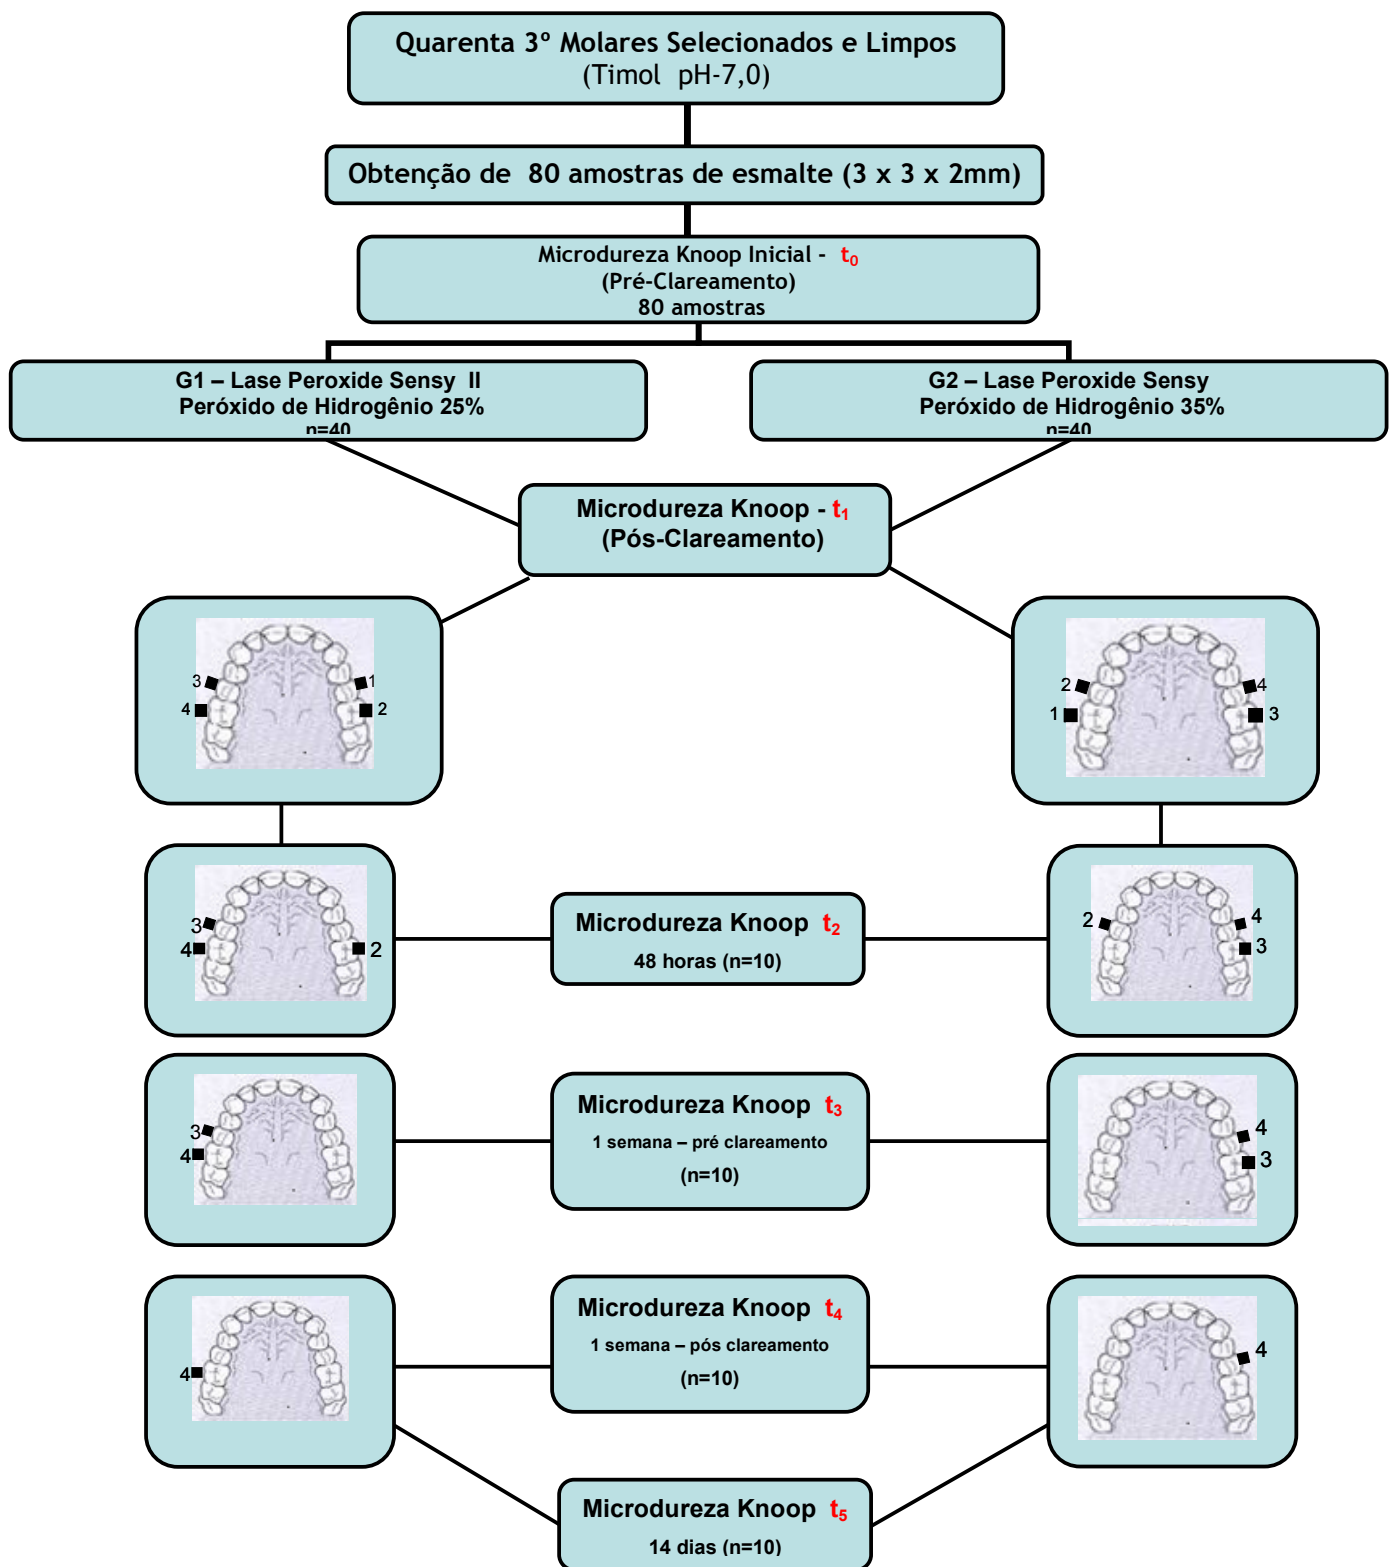 Quarenta 3º Molares Selecionados e Limpos
(Timol pH-7,0)
Obtenção de 80 amostras de esmalte (3 x 3 x 2mm)
Microdureza Knoop Inicial - t0
(Pré-Clareamento)
80 amostras
G1 – Lase Peroxide Sensy II
Peróxido de Hidrogênio 25%
n=40
G2 – Lase Peroxide Sensy
Peróxido de Hidrogênio 35%
n=40
Microdureza Knoop - t1
(Pós-Clareamento)
3 1
4 2
2 4
1 3
3
4 2
Microdureza Knoop t2
48 horas (n=10)
2 4
3
3
4
Microdureza Knoop t3
1 semana – pré clareamento
(n=10)
4
3
4
Microdureza Knoop t4
1 semana – pós clareamento
(n=10)
4
Microdureza Knoop t5
14 dias (n=10)